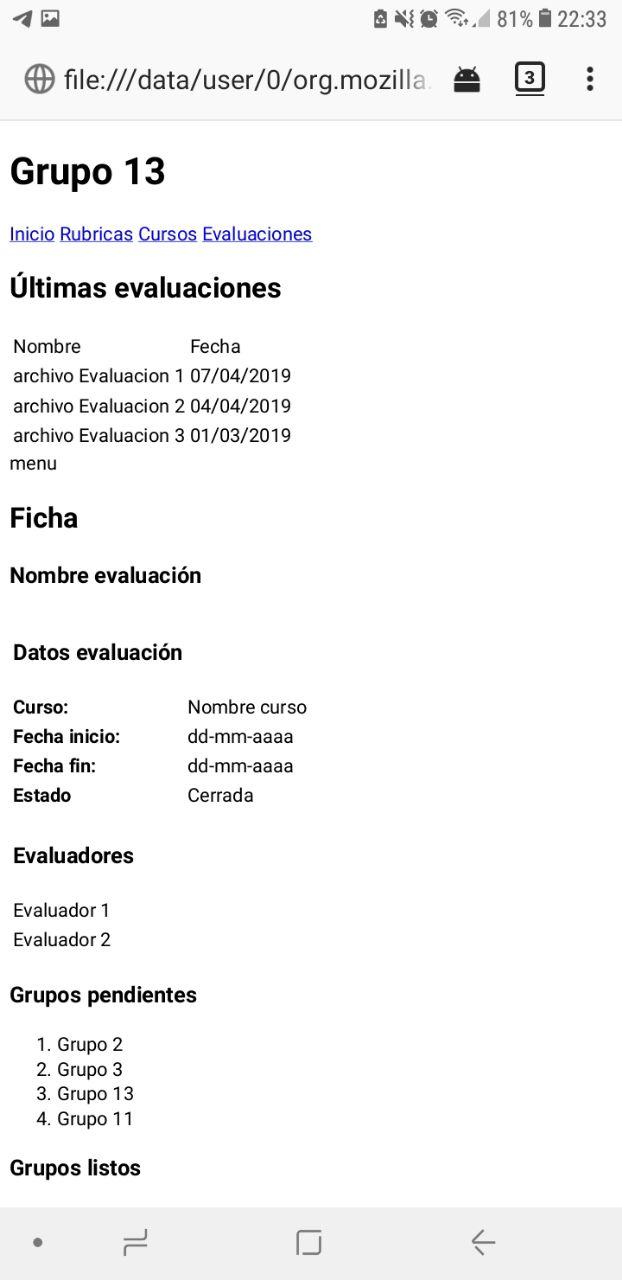 81% 22:33
file:///data/user/0/org.mozilla.
3
Grupo 13
Inicio Rubricas Cursos Evaluaciones
Últimas evaluaciones
Nombre Fecha
archivo Evaluacion 1 07/04/2019
archivo Evaluacion 2 04/04/2019
archivo Evaluacion 3 01/03/2019
menu
Ficha
Nombre evaluación
Datos evaluación
Curso: Nombre curso
Fecha inicio: dd-mm-aaaa
Fecha fin: dd-mm-aaaa
Estado Cerrada
Evaluadores
Evaluador 1
Evaluador 2
Grupos pendientes
1. Grupo 2
2. Grupo 3
3. Grupo 13
4. Grupo 11
Grupos listos